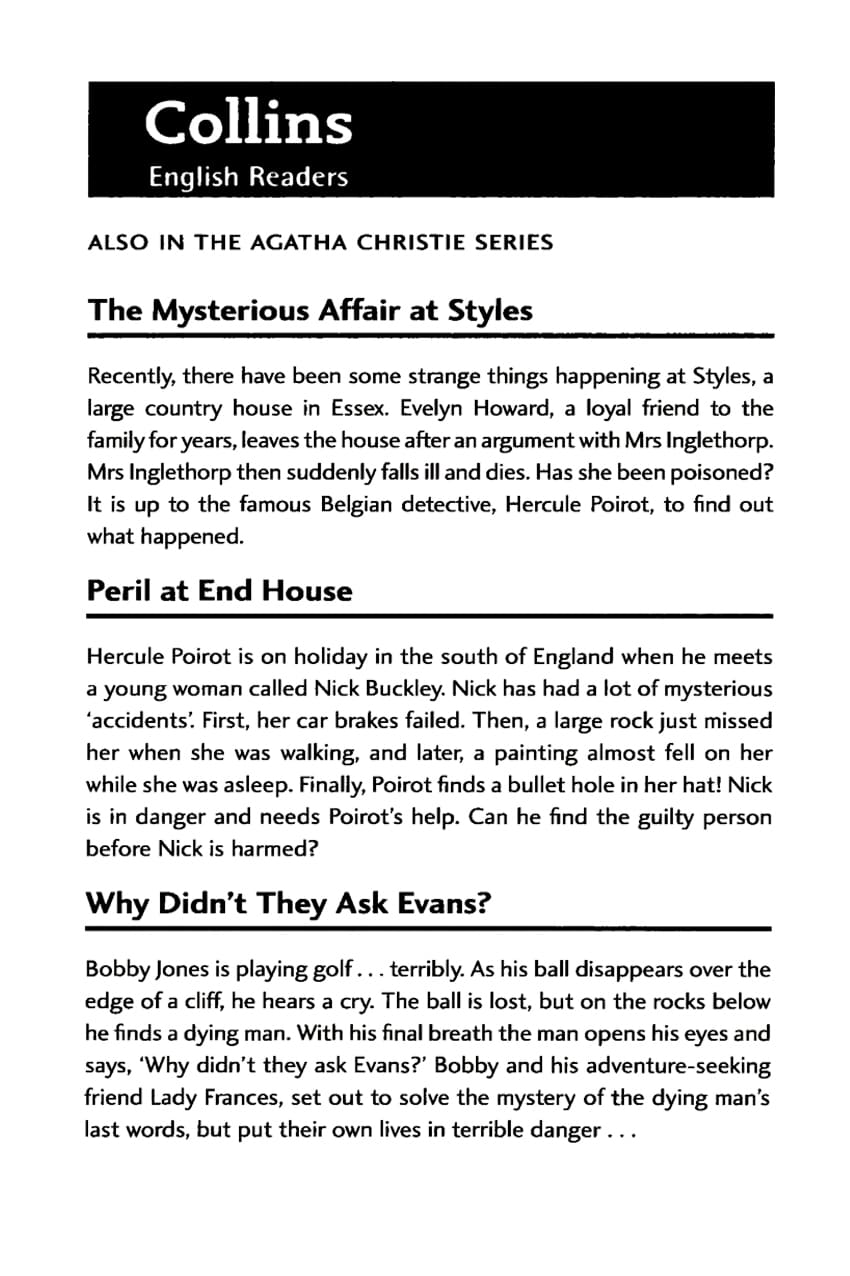 Collins
English Readers
ALSO IN THE AGATHA CHRISTIE SERIES
The Mysterious Affair at Styles
Recently, there have been some strange things happening at Styles, a
large country house in Essex. Evelyn Howard, a loyal friend to the
family for years, leaves the house after an argument with Mrs Inglethorp.
Mrs Inglethorp then suddenly falls ill and dies. Has she been poisoned?
It is up to the famous Belgian detective, Hercule Poirot, to find out
what happened.
Peril at End House
Hercule Poirot is on holiday in the south of England when he meets
a young woman called Nick Buckley. Nick has had a lot of mysterious
‘accidents’. First, her car brakes failed. Then, a large rock just missed
her when she was walking, and later, a painting almost fell on her
while she was asleep. Finally, Poirot finds a bullet hole in her hat! Nick
is in danger and needs Poirot’s help. Can he find the guilty person
before Nick is harmed?
Why Didn’t They Ask Evans?
Bobby Jones is playing golf . . . terribly. As his ball disappears over the
edge of a cliff, he hears a cry. The ball is lost, but on the rocks below
he finds a dying man. With his final breath the man opens his eyes and
says, ‘Why didn’t they ask Evans?’ Bobby and his adventure-seeking
friend Lady Frances, set out to solve the mystery of the dying man’s
last words, but put their own lives in terrible danger . . .